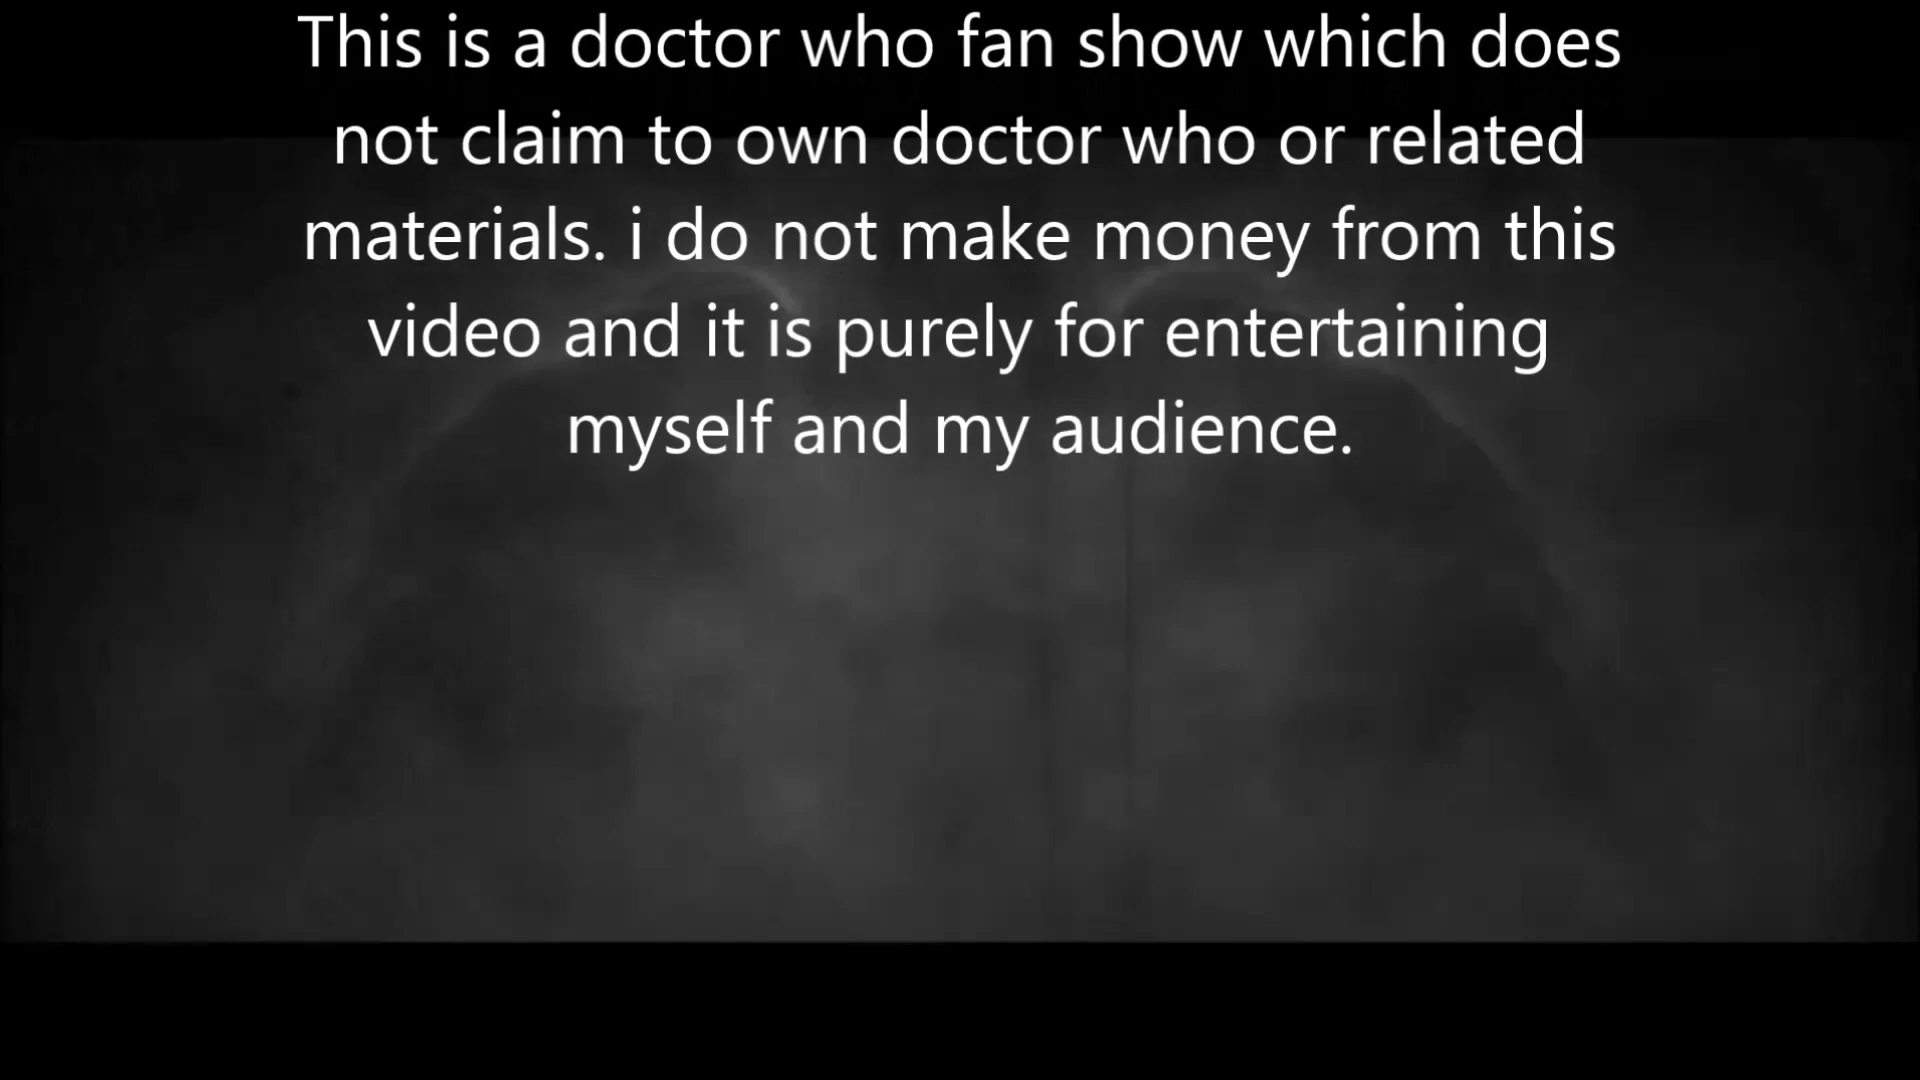 This is a doctor who fan show which does
not claim to own doctor who or related
materials. i do not make money from this
video and it is purely for entertaining
myself and my audience.